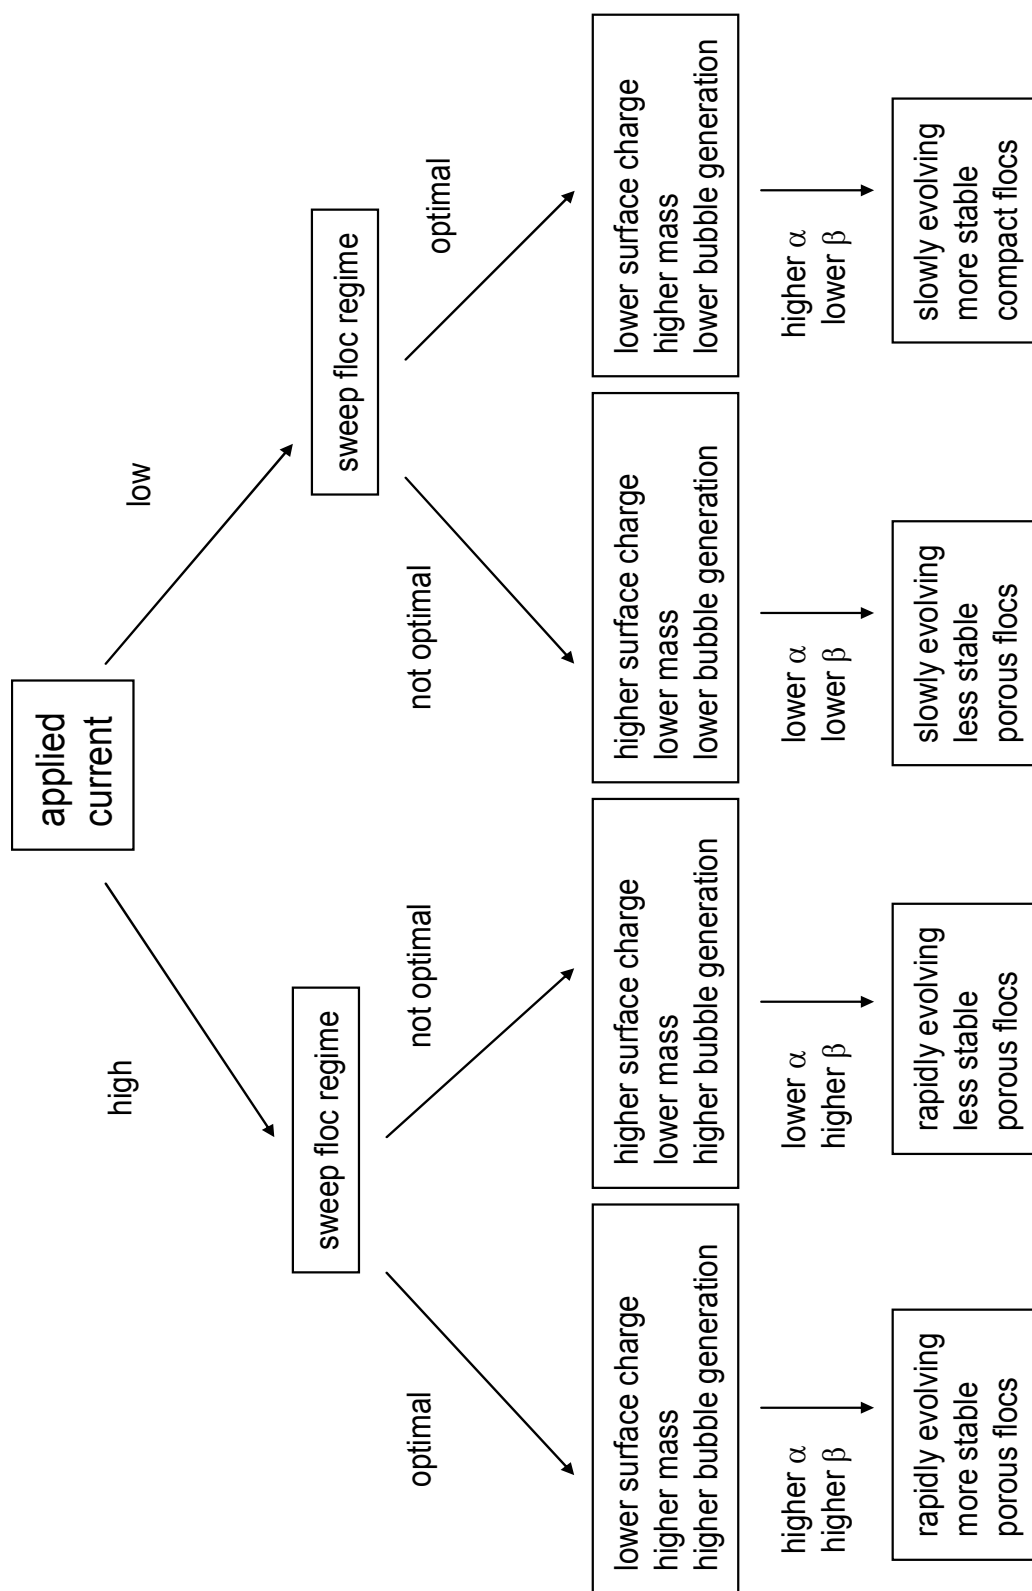 applied
current
high
low
sweep floc regime
sweep floc regime
optimal
not optimal
not optimal
optimal
lower surface charge
higher mass
higher bubble generation
higher surface charge
lower mass
higher bubble generation
higher surface charge
lower mass
lower bubble generation
lower surface charge
higher mass
lower bubble generation
higher α
higher β
lower α
higher β
lower α
lower β
higher α
lower β
rapidly evolving
more stable
porous flocs
rapidly evolving
less stable
porous flocs
slowly evolving
less stable
porous flocs
slowly evolving
more stable
compact flocs